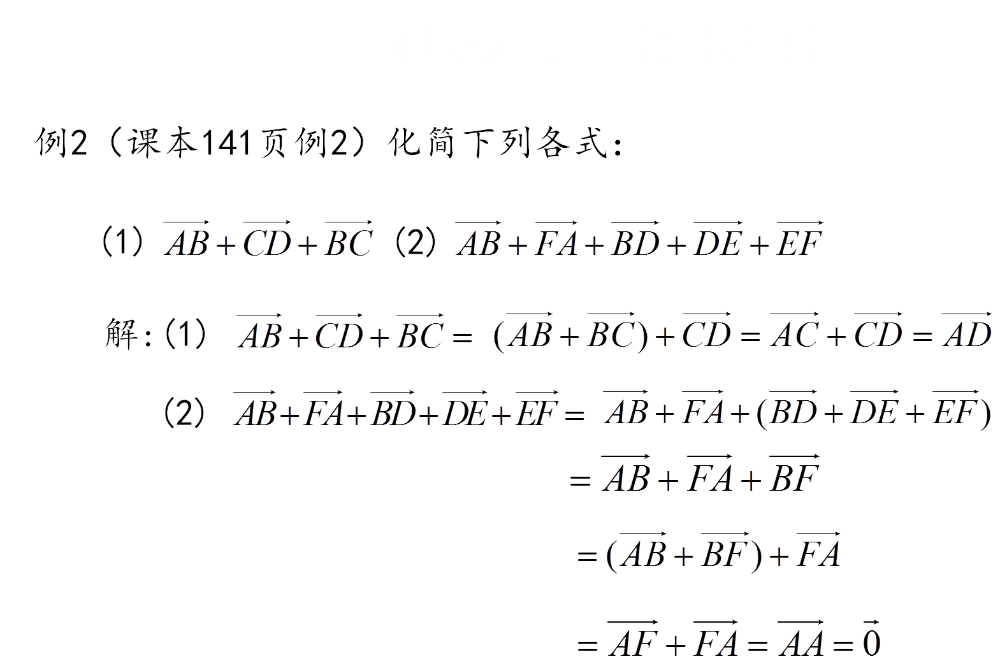 例2（课本141页例2）化简下列各式:
(1) $\overrightarrow{AB}+\overrightarrow{CD}+\overrightarrow{BC}$ (2) $\overrightarrow{AB}+\overrightarrow{FA}+\overrightarrow{BD}+\overrightarrow{DE}+\overrightarrow{EF}$
解:(1) $\overrightarrow{AB}+\overrightarrow{CD}+\overrightarrow{BC}=(\overrightarrow{AB}+\overrightarrow{BC})+\overrightarrow{CD}=\overrightarrow{AC}+\overrightarrow{CD}=\overrightarrow{AD}$
(2) $\overrightarrow{AB}+\overrightarrow{FA}+\overrightarrow{BD}+\overrightarrow{DE}+\overrightarrow{EF}=\overrightarrow{AB}+\overrightarrow{FA}+(\overrightarrow{BD}+\overrightarrow{DE}+\overrightarrow{EF})$
$=\overrightarrow{AB}+\overrightarrow{FA}+\overrightarrow{BF}$
$=(\overrightarrow{AB}+\overrightarrow{BF})+\overrightarrow{FA}$
$=\overrightarrow{AF}+\overrightarrow{FA}=\overrightarrow{AA}=\vec{0}$